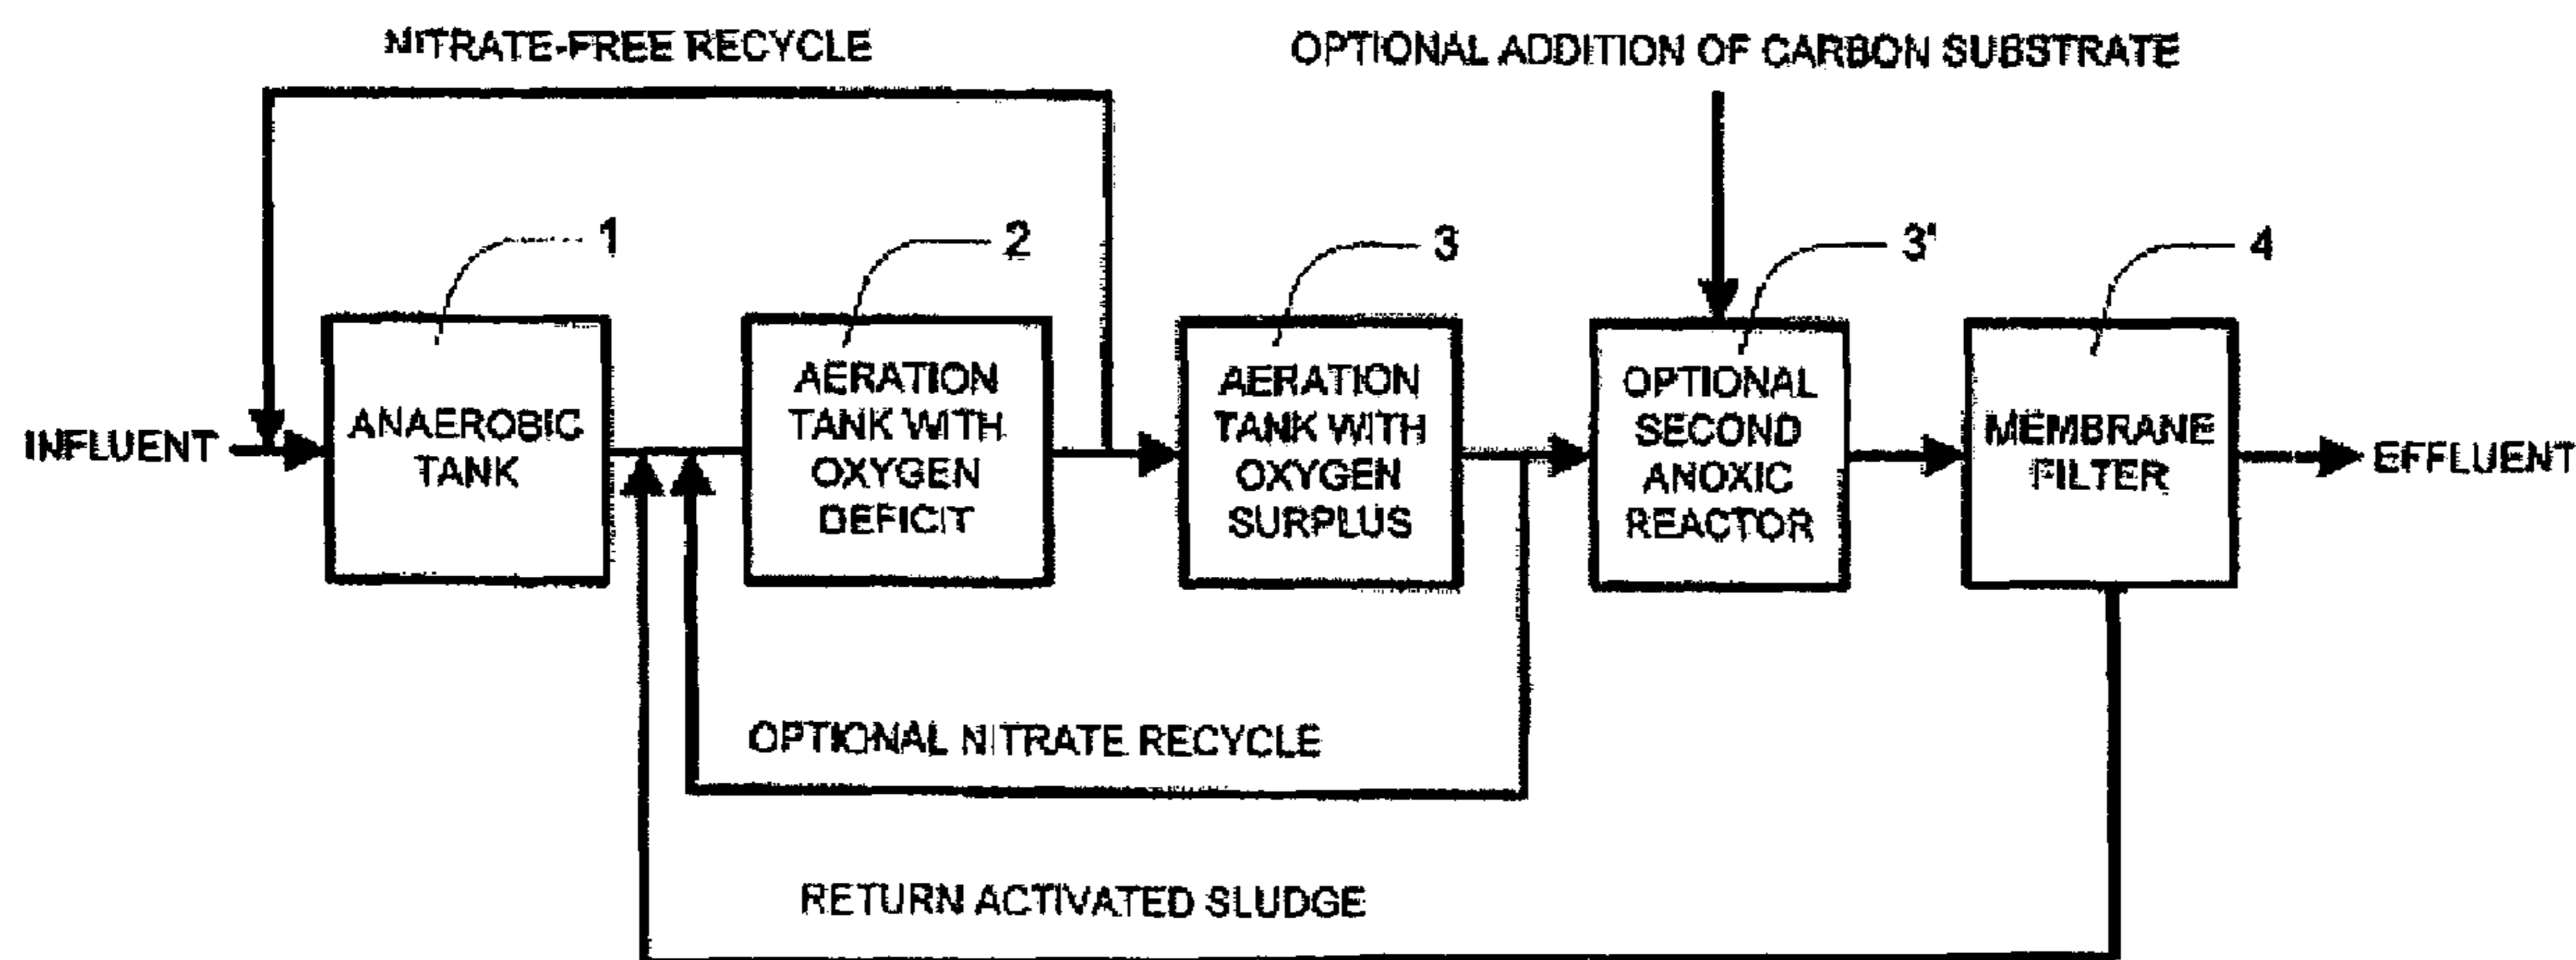 NITRATE-FREE RECYCLE
OPTIONAL ADDITION OF CARBON SUBSTRATE
1
2
3
3'
4
INFLUENT
ANAEROBIC
TANK
AERATION
TANK WITH
OXYGEN
DEFICIT
AERATION
TANK WITH
OXYGEN
SURPLUS
OPTIONAL
SECOND
ANOXIC
REACTOR
MEMBRANE
FILTER
EFFLUENT
OPTIONAL NITRATE RECYCLE
RETURN ACTIVATED SLUDGE